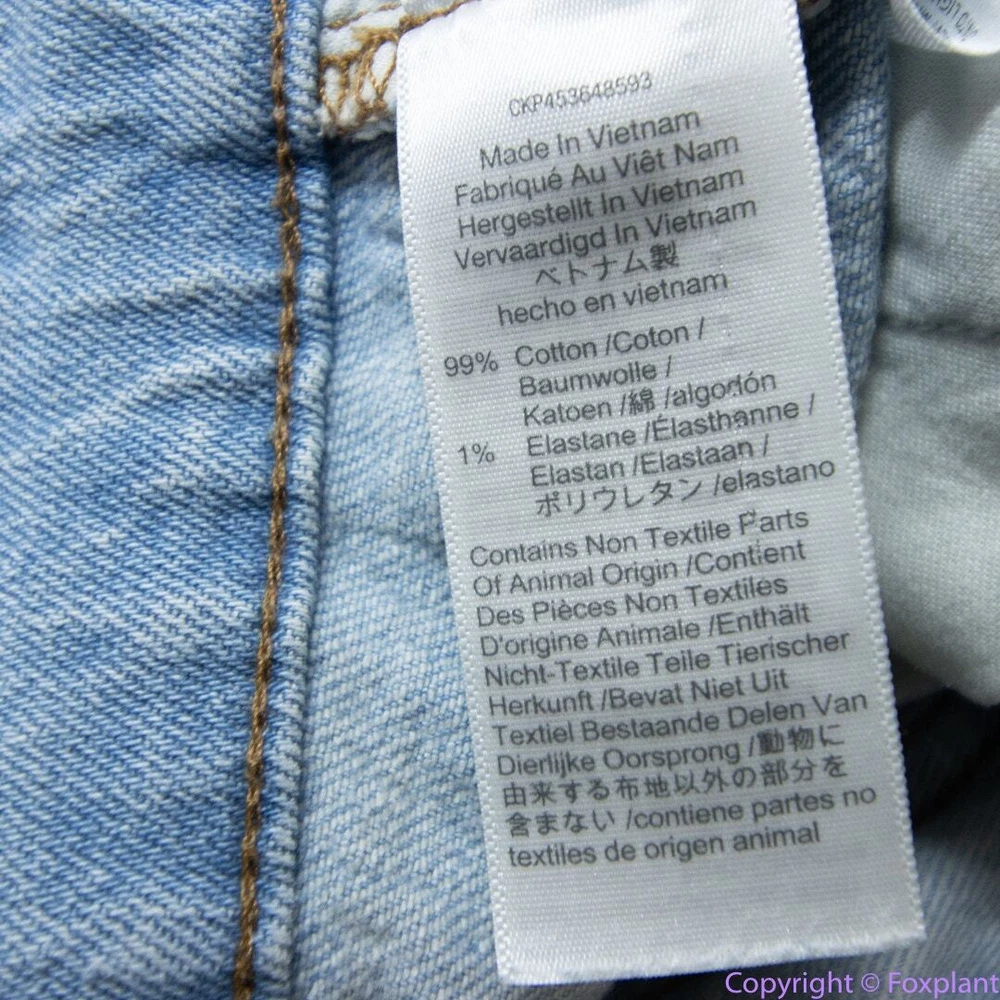 CKP453648593
Made In Vietnam
Fabriqué Au Viêt Nam
Hergestellt In Vietnam
Vervaardigd In Vietnam
ベトナム製
hecho en vietnam
99% Cotton /Coton /
Baumwolle /
Katoen /綿 /algodón
1% Elastane /Élasthanne /
Elastan /Elastaan /
ポリウレタン /elastano
Contains Non Textile Parts
Of Animal Origin /Contient
Des Pièces Non Textiles
D'origine Animale /Enthält
Nicht-Textile Teile Tierischer
Herkunft /Bevat Niet Uit
Textiel Bestaande Delen Van
Dierlijke Oorsprong /動物に
由来する布地以外の部分を
含まない /contiene partes no
textiles de origen animal
Copyright © Foxplant